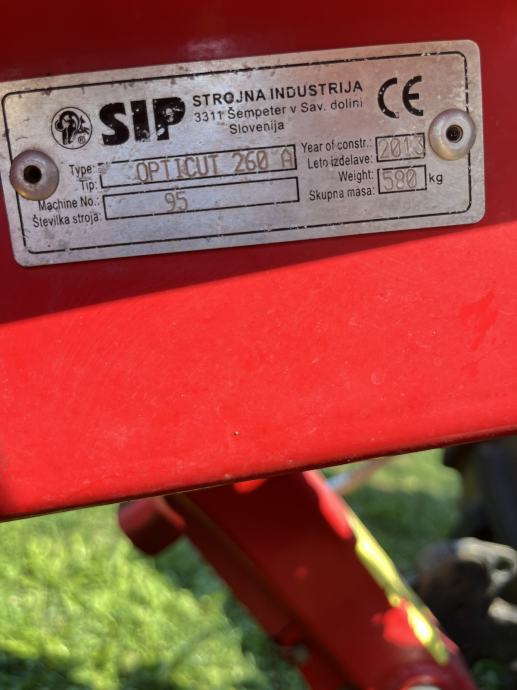 SIP STROJNA INDUSTRIJA
3311 Šempeter v Sav. dolini
Slovenija
CE
®
Type: OPTICUT 260 A
Tip:
Machine No.: 95
Številka stroja:
Year of constr.: 2013
Leto izdelave:
Weight: 580 kg
Skupna masa: